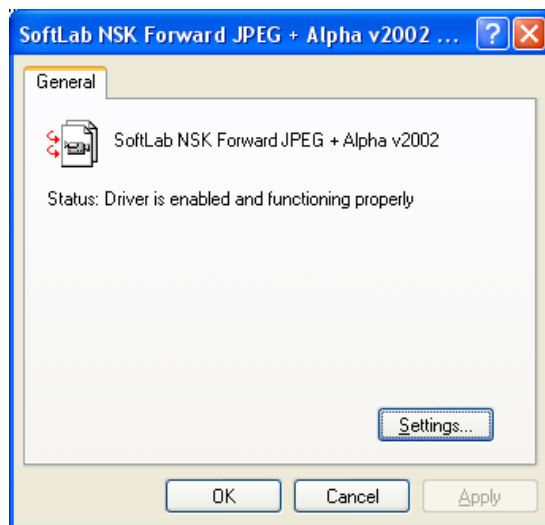 SoftLab NSK Forward JPEG + Alpha v2002 ...
General
SoftLab NSK Forward JPEG + Alpha v2002
Status: Driver is enabled and functioning properly
Settings...
OK Cancel Apply